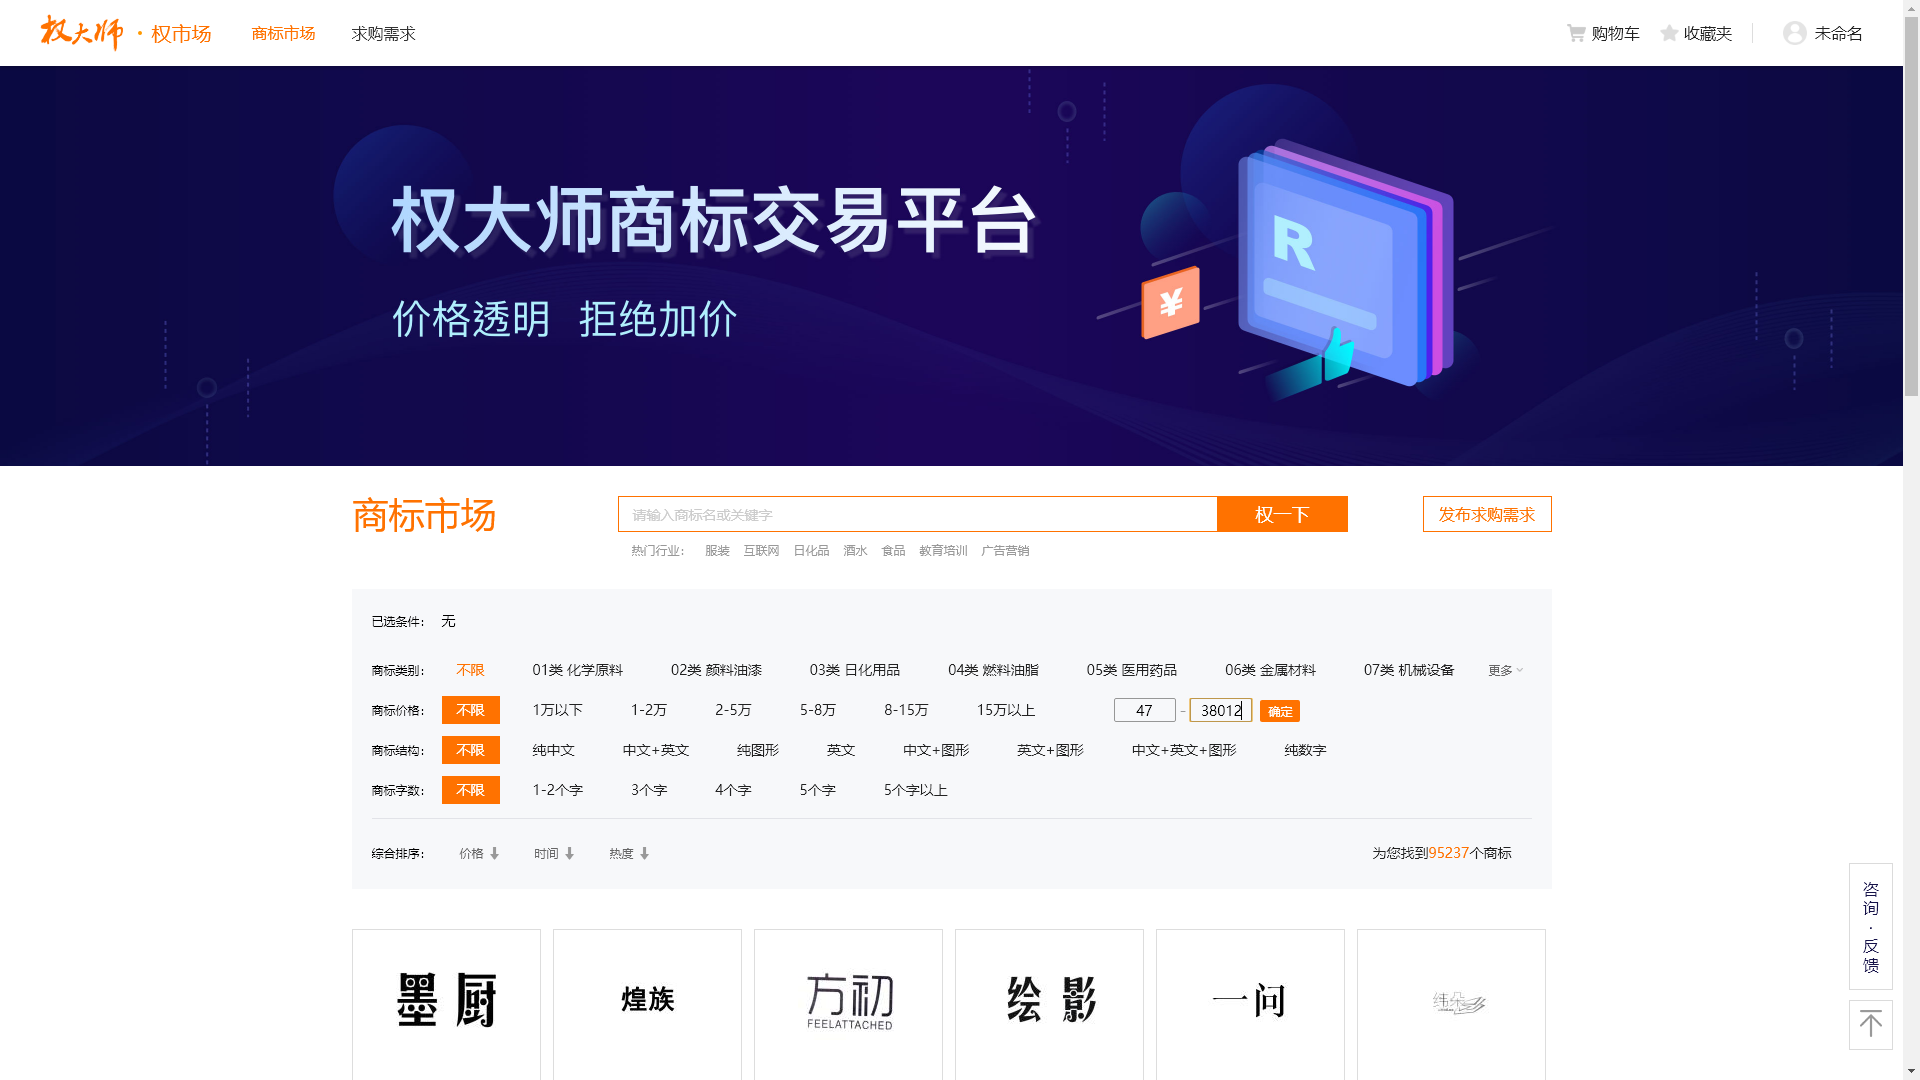 权大师 · 权市场 商标市场 求购需求 购物车 收藏夹 未命名
权大师商标交易平台
价格透明 拒绝加价
R
¥
商标市场 请输入商标名或关键字 权一下 发布求购需求
热门行业： 服装 互联网 日化品 酒水 食品 教育培训 广告营销
已选条件： 无
商标类别： 不限 01类 化学原料 02类 颜料油漆 03类 日化用品 04类 燃料油脂 05类 医用药品 06类 金属材料 07类 机械设备 更多
商标价格： 不限 1万以下 1-2万 2-5万 5-8万 8-15万 15万以上 47 - 38012 确定
商标结构： 不限 纯中文 中文+英文 纯图形 英文 中文+图形 英文+图形 中文+英文+图形 纯数字
商标字数： 不限 1-2个字 3个字 4个字 5个字 5个字以上
综合排序： 价格 时间 热度 为您找到95237个商标
咨询·反馈
墨 厨 煌族 方初 绘 影 一问 纬朵
FEELATTACHED